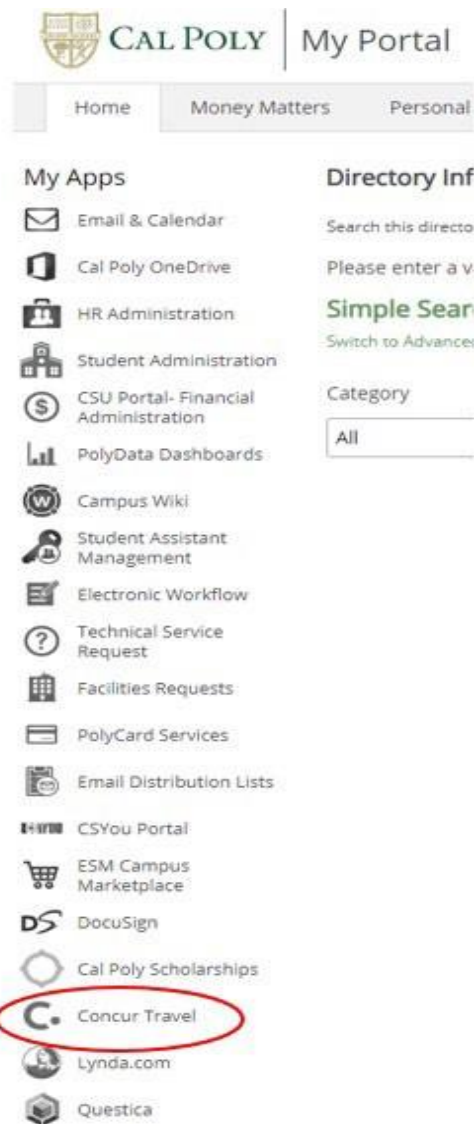 CAL POLY My Portal
Home Money Matters Personal
My Apps
Email & Calendar
Cal Poly OneDrive
HR Administration
Student Administration
CSU Portal- Financial
Administration
PolyData Dashboards
Campus Wiki
Student Assistant
Management
Electronic Workflow
Technical Service
Request
Facilities Requests
PolyCard Services
Email Distribution Lists
CSYou Portal
ESM Campus
Marketplace
DS DocuSign
Cal Poly Scholarships
C. Concur Travel
Lynda.com
Questica
Directory Inf
Search this directo
Please enter a v
Simple Sear
Switch to Advance
Category
All